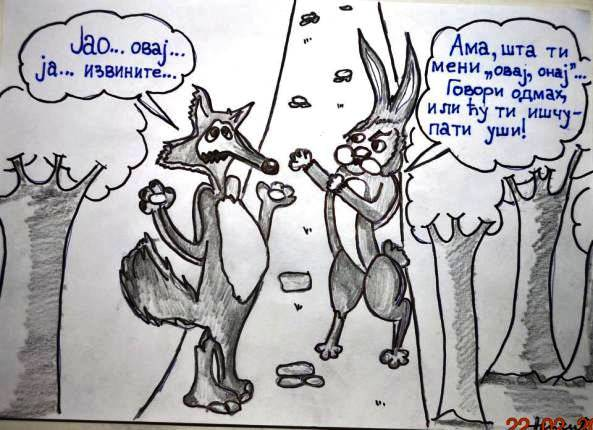 Јао... овај...
ја... извините...
Ама, шта ти
мени „овај, онај"...
Говори одмах,
или ћу ти ишчу-
пати уши!